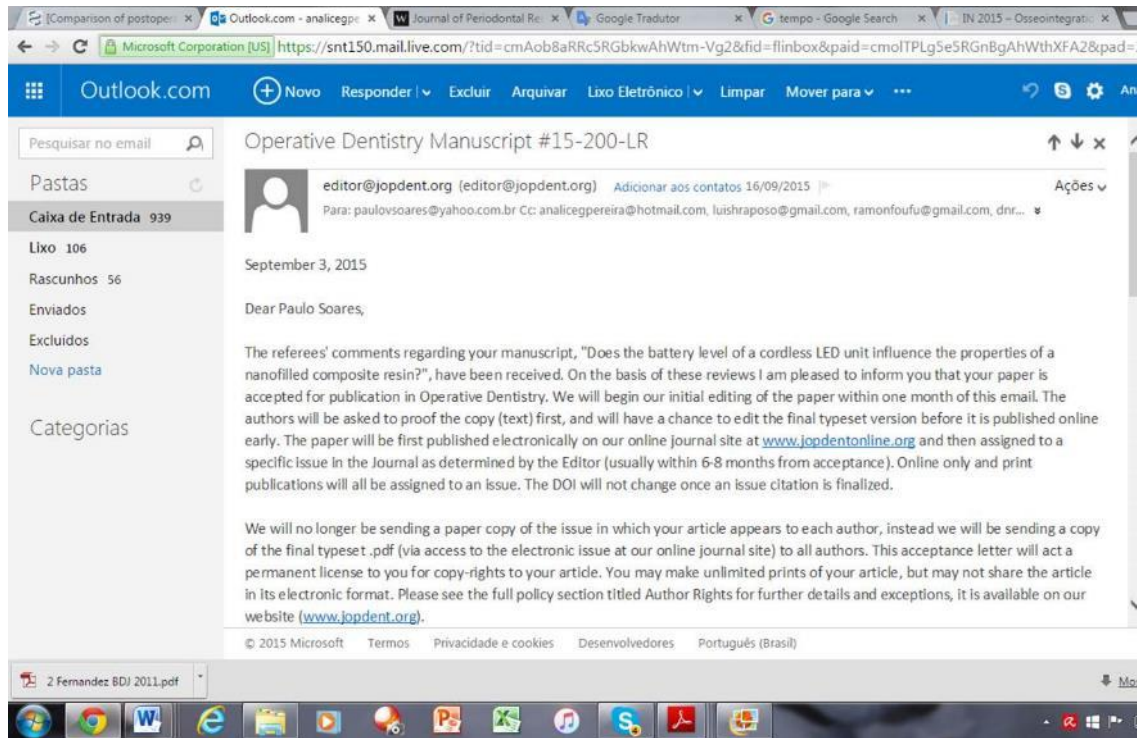 [Comparison of postoper
Outlook.com - analicegpe
Journal of Periodontal Re
Google Tradutor
tempo - Google Search
IN 2015 – Osseointegratio
Microsoft Corporation [US] https://snt150.mail.live.com/?tid=cmAob8aRRc5RGbkwAhWtm-Vg2&fid=flinbox&paid=cmolTPLg5e5RGnBgAhWthXFA2&pad=
Outlook.com Novo Responder Excluir Arquivar Lixo Eletrônico Limpar Mover para ••• An
Pesquisar no email
Pastas
Caixa de Entrada 939
Lixo 106
Rascunhos 56
Enviados
Excluídos
Nova pasta
Categorias
Operative Dentistry Manuscript #15-200-LR
editor@jopdent.org (editor@jopdent.org) Adicionar aos contatos 16/09/2015 Ações
Para: paulovsoares@yahoo.com.br Cc: analicegpereira@hotmail.com, luishraposo@gmail.com, ramonfoufu@gmail.com, dnr...
September 3, 2015
Dear Paulo Soares,
The referees' comments regarding your manuscript, "Does the battery level of a cordless LED unit influence the properties of a
nanofilled composite resin?", have been received. On the basis of these reviews I am pleased to inform you that your paper is
accepted for publication in Operative Dentistry. We will begin our initial editing of the paper within one month of this email. The
authors will be asked to proof the copy (text) first, and will have a chance to edit the final typeset version before it is published online
early. The paper will be first published electronically on our online journal site at www.jopdentonline.org and then assigned to a
specific issue in the Journal as determined by the Editor (usually within 6-8 months from acceptance). Online only and print
publications will all be assigned to an issue. The DOI will not change once an issue citation is finalized.
We will no longer be sending a paper copy of the issue in which your article appears to each author, instead we will be sending a copy
of the final typeset .pdf (via access to the electronic issue at our online journal site) to all authors. This acceptance letter will act a
permanent license to you for copy-rights to your article. You may make unlimited prints of your article, but may not share the article
in its electronic format. Please see the full policy section titled Author Rights for further details and exceptions, it is available on our
website (www.jopdent.org).
© 2015 Microsoft Termos Privacidade e cookies Desenvolvedores Português (Brasil)
2 Fernandez BDJ 2011.pdf
Mo